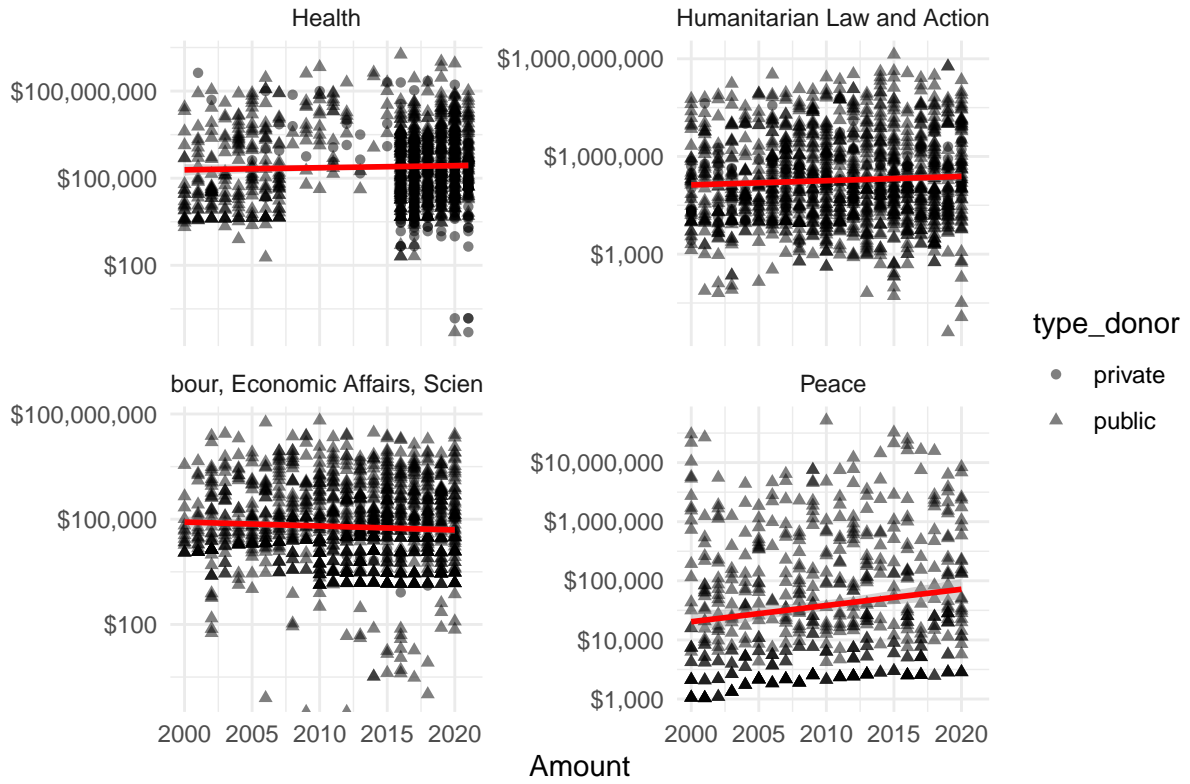 Health
Humanitarian Law and Action
$100,000,000
$100,000
$100
$1,000,000,000
$1,000,000
$1,000
bour, Economic Affairs, Scien
Peace
$100,000,000
$100,000
$100
$10,000,000
$1,000,000
$100,000
$10,000
$1,000
2000 2005 2010 2015 2020
2000 2005 2010 2015 2020
Amount
type_donor
private
public